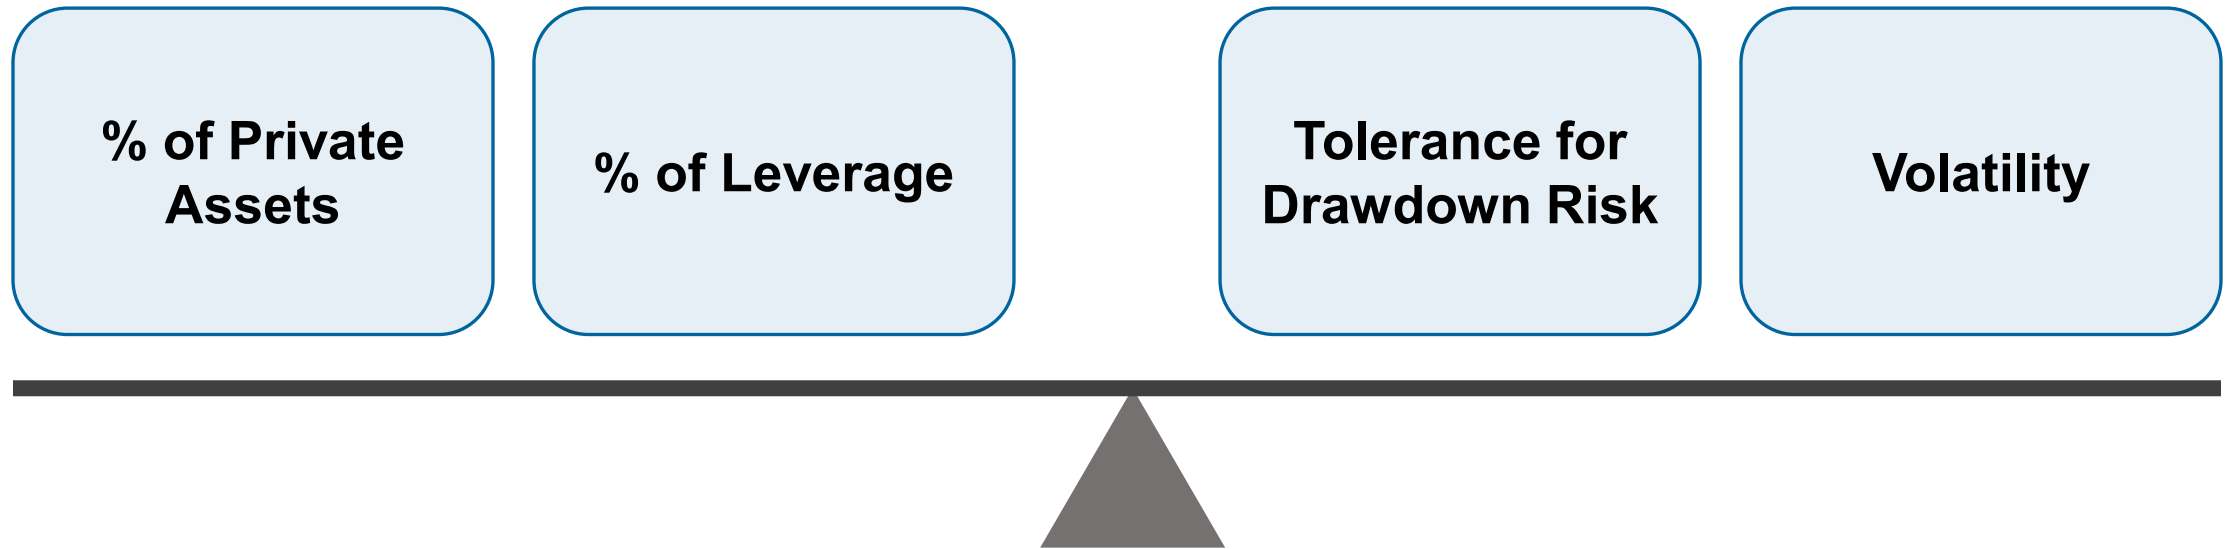 % of Private
Assets
% of Leverage
Tolerance for
Drawdown Risk
Volatility